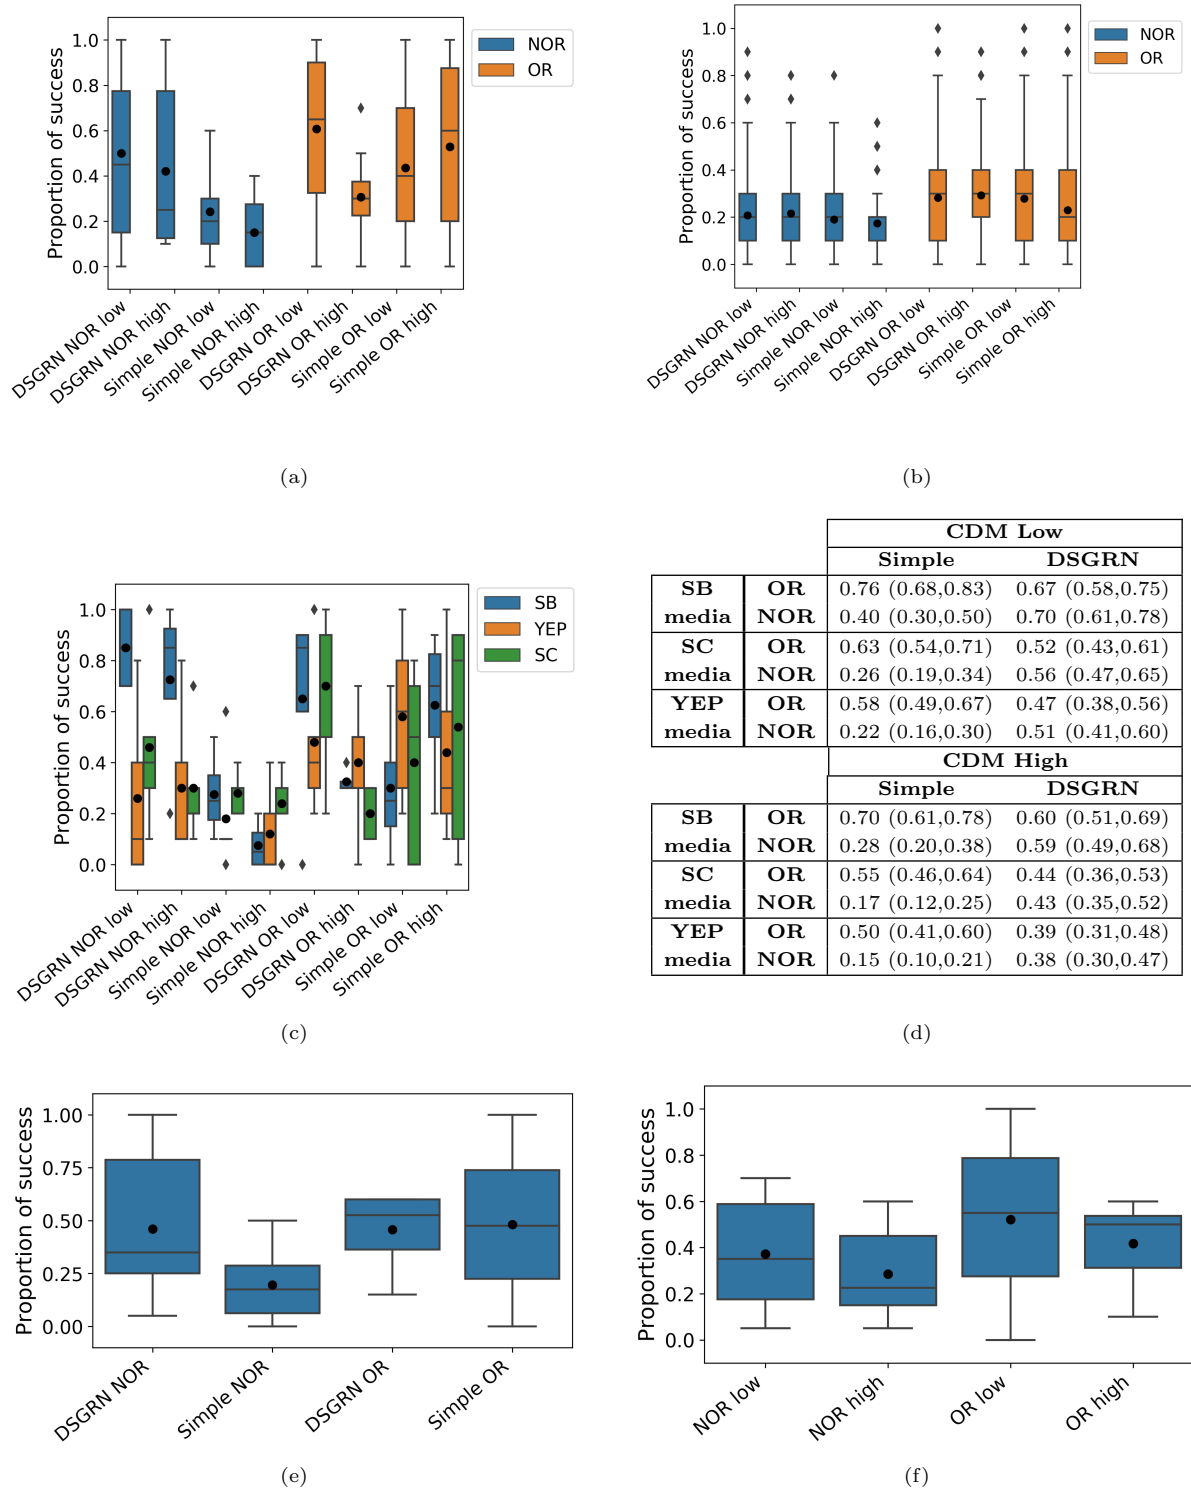 Proportion of success
1.0
0.8
0.6
0.4
0.2
0.0
NOR
OR
DSGRN NOR low
DSGRN NOR high
Simple NOR low
Simple NOR high
DSGRN OR low
DSGRN OR high
Simple OR low
Simple OR high
(a)
Proportion of success
1.0
0.8
0.6
0.4
0.2
0.0
NOR
OR
DSGRN NOR low
DSGRN NOR high
Simple NOR low
Simple NOR high
DSGRN OR low
DSGRN OR high
Simple OR low
Simple OR high
(b)
Proportion of success
1.0
0.8
0.6
0.4
0.2
0.0
SB
YEP
SC
DSGRN NOR low
DSGRN NOR high
Simple NOR low
Simple NOR high
DSGRN OR low
DSGRN OR high
Simple OR low
Simple OR high
(c)
CDM Low
Simple DSGRN
SB OR 0.76 (0.68,0.83) 0.67 (0.58,0.75)
media NOR 0.40 (0.30,0.50) 0.70 (0.61,0.78)
SC OR 0.63 (0.54,0.71) 0.52 (0.43,0.61)
media NOR 0.26 (0.19,0.34) 0.56 (0.47,0.65)
YEP OR 0.58 (0.49,0.67) 0.47 (0.38,0.56)
media NOR 0.22 (0.16,0.30) 0.51 (0.41,0.60)
CDM High
Simple DSGRN
SB OR 0.70 (0.61,0.78) 0.60 (0.51,0.69)
media NOR 0.28 (0.20,0.38) 0.59 (0.49,0.68)
SC OR 0.55 (0.46,0.64) 0.44 (0.36,0.53)
media NOR 0.17 (0.12,0.25) 0.43 (0.35,0.52)
YEP OR 0.50 (0.41,0.60) 0.39 (0.31,0.48)
media NOR 0.15 (0.10,0.21) 0.38 (0.30,0.47)
(d)
Proportion of success
1.00
0.75
0.50
0.25
0.00
DSGRN NOR
Simple NOR
DSGRN OR
Simple OR
(e)
Proportion of success
1.0
0.8
0.6
0.4
0.2
0.0
NOR low
NOR high
OR low
OR high
(f)